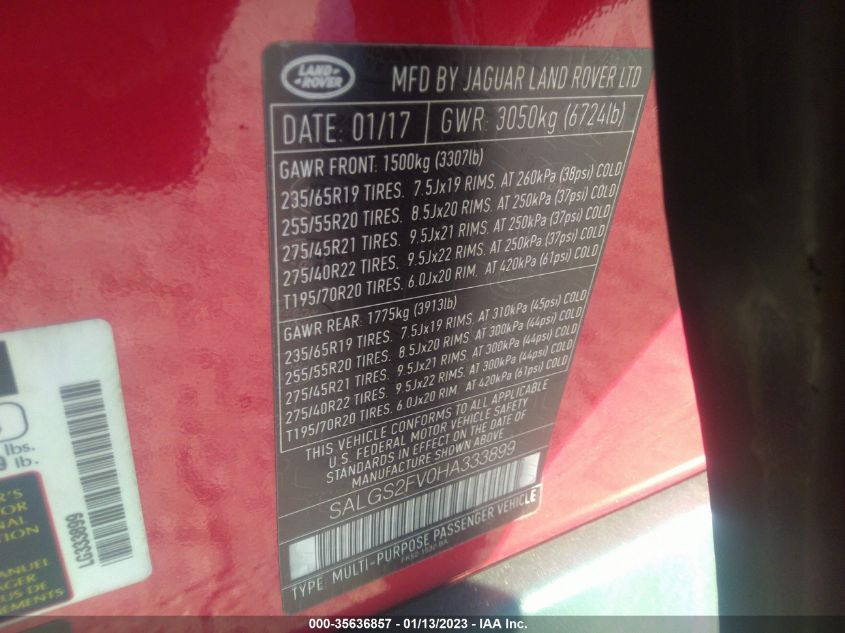 LAND-
-ROVER
MFD BY JAGUAR LAND ROVER LTD
DATE: 01/17 GWR: 3050kg (6724lb)
GAWR FRONT: 1500kg (3307lb)
235/65R19 TIRES. 7.5Jx19 RIMS. AT 260kPa (38psi) COLD
255/55R20 TIRES. 8.5Jx20 RIMS. AT 250kPa (37psi) COLD
275/45R21 TIRES. 9.5Jx21 RIMS. AT 250kPa (37psi) COLD
275/40R22 TIRES. 9.5Jx22 RIMS. AT 250kPa (37psi) COLD
T195/70R20 TIRES. 6.0Jx20 RIM. AT 420kPa (61psi) COLD
GAWR REAR: 1775kg (3913lb)
235/65R19 TIRES. 7.5Jx19 RIMS. AT 310kPa (45psi) COLD
255/55R20 TIRES. 8.5Jx20 RIMS. AT 300kPa (44psi) COLD
275/45R21 TIRES. 9.5Jx21 RIMS. AT 300kPa (44psi) COLD
275/40R22 TIRES. 9.5Jx22 RIMS. AT 300kPa (44psi) COLD
T195/70R20 TIRES. 6.0Jx20 RIM. AT 420kPa (61psi) COLD
THIS VEHICLE CONFORMS TO ALL APPLICABLE
U.S. FEDERAL MOTOR VEHICLE SAFETY
STANDARDS IN EFFECT ON THE DATE OF
MANUFACTURE SHOWN ABOVE
SALGS2FV0HA333899
TYPE: MULTI-PURPOSE PASSENGER VEHICLE
lbs.
lb.
LG333899
000-35636857 - 01/13/2023 - IAA Inc.